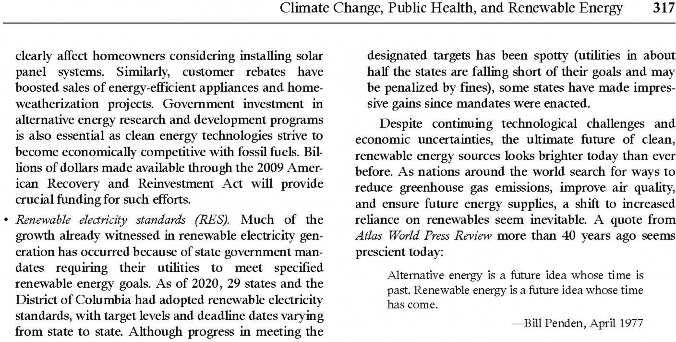 Climate Change, Public Health, and Renewable Energy 317
clearly affect homeowners considering installing solar
panel systems. Similarly, customer rebates have
boosted sales of energy-efficient appliances and home-
weatherization projects. Government investment in
alternative energy research and development programs
is also essential as clean energy technologies strive to
become economically competitive with fossil fuels. Bil-
lions of dollars made available through the 2009 Amer-
ican Recovery and Reinvestment Act will provide
crucial funding for such efforts.
• Renewable electricity standards (RES). Much of the
growth already witnessed in renewable electricity gen-
eration has occurred because of state government man-
dates requiring their utilities to meet specified
renewable energy goals. As of 2020, 29 states and the
District of Columbia had adopted renewable electricity
standards, with target levels and deadline dates varying
from state to state. Although progress in meeting the
designated targets has been spotty (utilities in about
half the states are falling short of their goals and may
be penalized by fines), some states have made impres-
sive gains since mandates were enacted.
Despite continuing technological challenges and
economic uncertainties, the ultimate future of clean,
renewable energy sources looks brighter today than ever
before. As nations around the world search for ways to
reduce greenhouse gas emissions, improve air quality,
and ensure future energy supplies, a shift to increased
reliance on renewables seem inevitable. A quote from
Atlas World Press Review more than 40 years ago seems
prescient today:
Alternative energy is a future idea whose time is
past. Renewable energy is a future idea whose time
has come.
—Bill Penden, April 1977